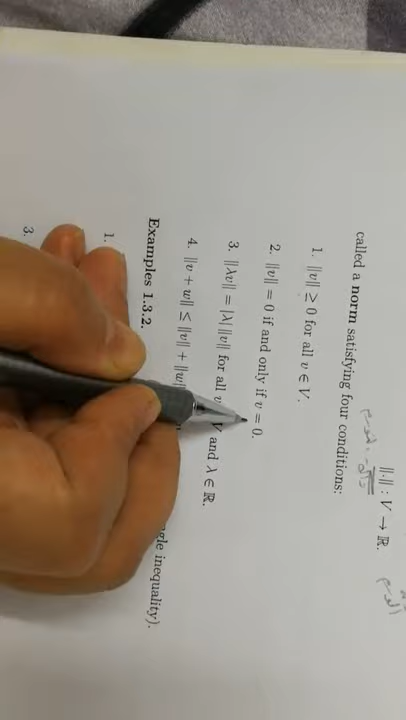 ‖·‖ : V → ℝ.
called a norm satisfying four conditions:
1. ‖v‖ ≥ 0 for all v ∈ V.
2. ‖v‖ = 0 if and only if v = 0.
3. ‖λv‖ = |λ| ‖v‖ for all V and λ ∈ ℝ.
4. ‖v + w‖ ≤ ‖v‖ + ‖w inequality).
Examples 1.3.2.
1.
3.